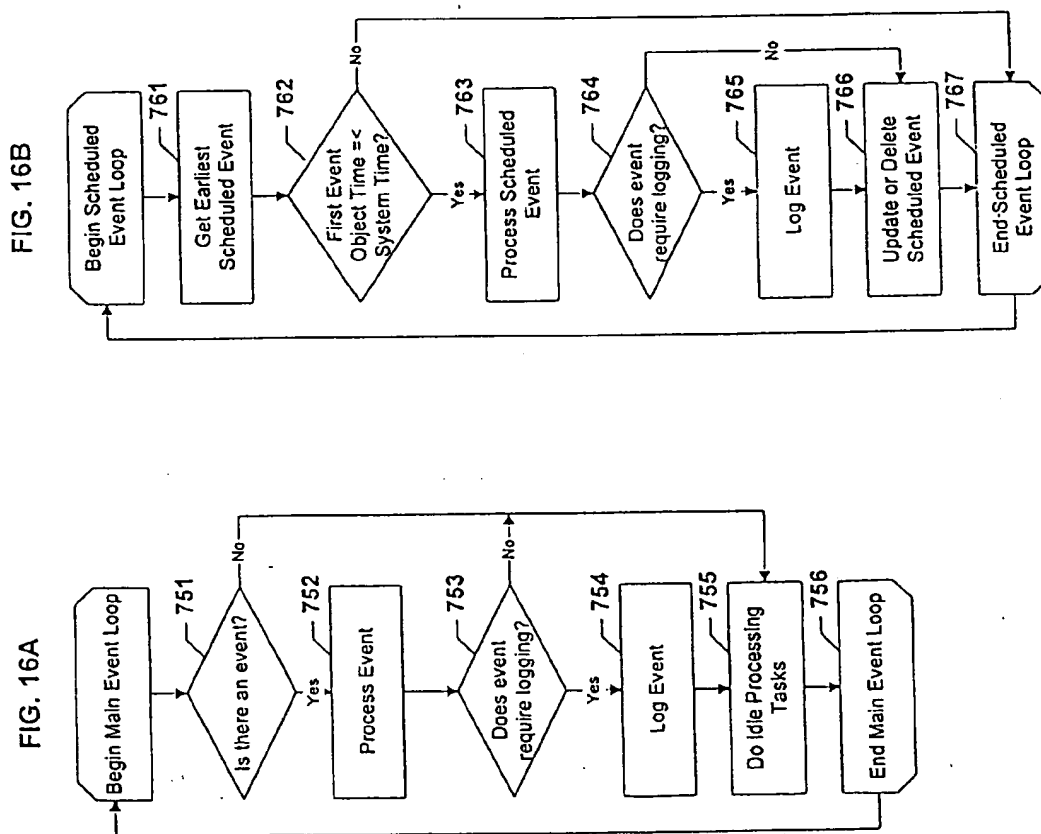 FIG. 16A
Begin Main Event Loop
751
Is there an event?
No
Yes
752
Process Event
753
Does event
require logging?
No
Yes
754
Log Event
755
Do Idle Processing
Tasks
756
End Main Event Loop
FIG. 16B
Begin Scheduled
Event Loop
761
Get Earliest
Scheduled Event
762
First Event
Object Time =<
System Time?
No
Yes
763
Process Scheduled
Event
764
Does event
require logging?
No
Yes
765
Log Event
766
Update or Delete
Scheduled Event
767
End-Scheduled
Event Loop